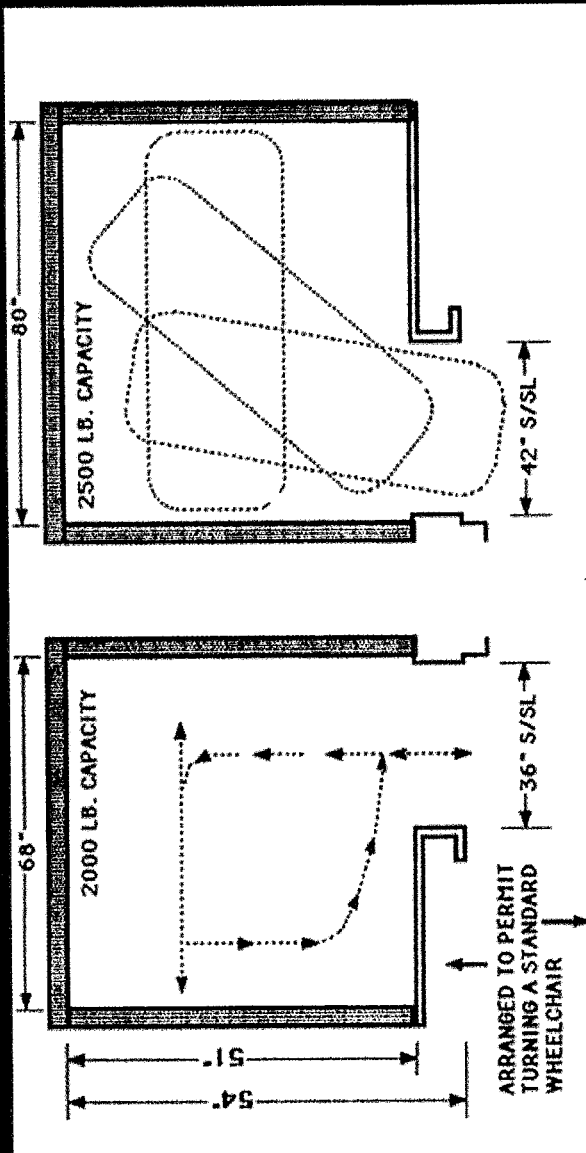 80"
2500 LB. CAPACITY
42" S/SL
68"
2000 LB. CAPACITY
36" S/SL
51"
54"
ARRANGED TO PERMIT
TURNING A STANDARD
WHEELCHAIR